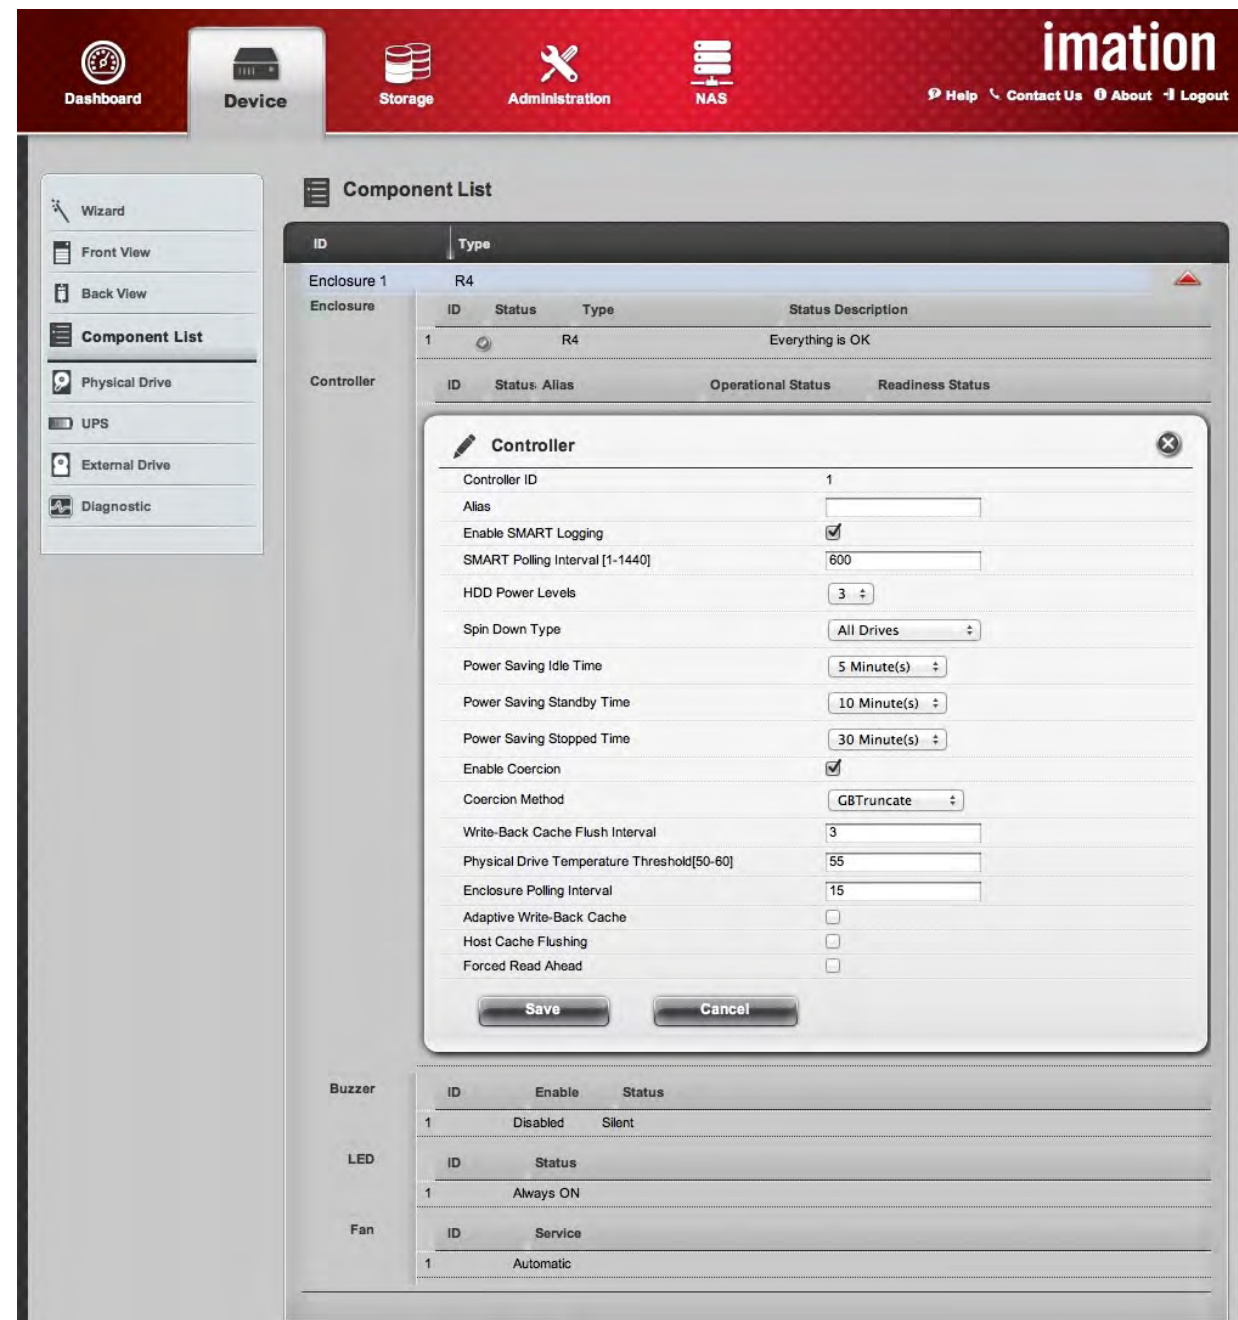 imation
Dashboard Device Storage Administration NAS
Help Contact Us About Logout
Component List
Wizard
Front View
Back View
Component List
Physical Drive
UPS
External Drive
Diagnostic
ID Type
Enclosure 1 R4
Enclosure ID Status Type Status Description
1 R4 Everything is OK
Controller ID Status Alias Operational Status Readiness Status
Controller
Controller ID 1
Alias
Enable SMART Logging
SMART Polling Interval [1-1440] 600
HDD Power Levels 3
Spin Down Type All Drives
Power Saving Idle Time 5 Minute(s)
Power Saving Standby Time 10 Minute(s)
Power Saving Stopped Time 30 Minute(s)
Enable Coercion
Coercion Method GBTruncate
Write-Back Cache Flush Interval 3
Physical Drive Temperature Threshold[50-60] 55
Enclosure Polling Interval 15
Adaptive Write-Back Cache
Host Cache Flushing
Forced Read Ahead
Save Cancel
Buzzer ID Enable Status
1 Disabled Silent
LED ID Status
1 Always ON
Fan ID Service
1 Automatic